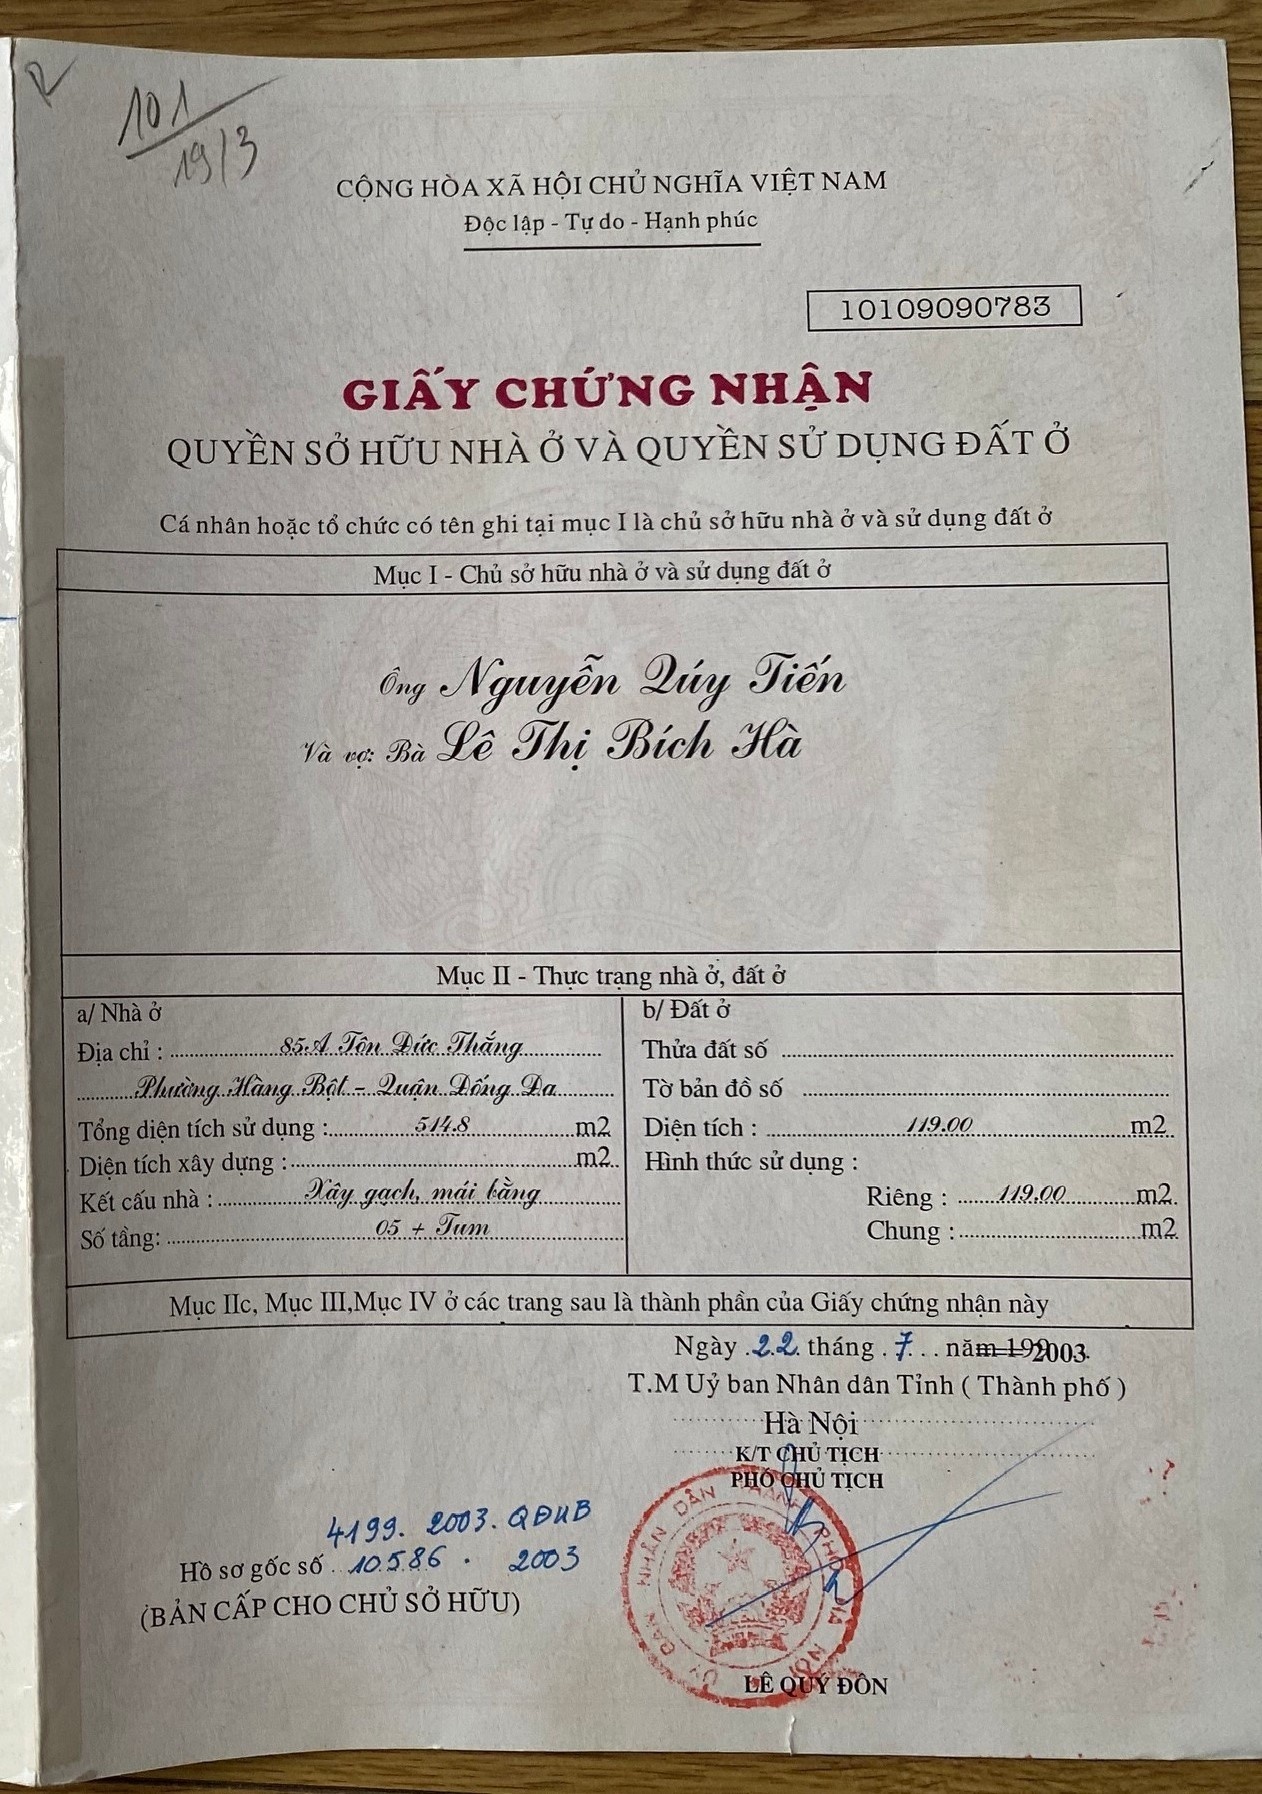 101
19/3
CỘNG HÒA XÃ HỘI CHỦ NGHĨA VIỆT NAM
Độc lập - Tự do - Hạnh phúc
10109090783
GIẤY CHỨNG NHẬN
QUYỀN SỞ HỮU NHÀ Ở VÀ QUYỀN SỬ DỤNG ĐẤT Ở
Cá nhân hoặc tổ chức có tên ghi tại mục I là chủ sở hữu nhà ở và sử dụng đất ở
Mục I - Chủ sở hữu nhà ở và sử dụng đất ở
Ông Nguyễn Qúy Tiến
Và vợ: Bà Lê Thị Bích Hà
Mục II - Thực trạng nhà ở, đất ở
a/ Nhà ở
Địa chỉ : 85A Tôn Đức Thắng
Phường Hàng Bột - Quận Đống Đa
Tổng diện tích sử dụng : 514.8 m2
Diện tích xây dựng : m2
Kết cấu nhà : Xây gạch, mái bằng
Số tầng: 05 + Tum
b/ Đất ở
Thửa đất số
Tờ bản đồ số
Diện tích : 119.00 m2
Hình thức sử dụng :
Riêng : 119.00 m2
Chung : m2
Mục IIc, Mục III,Mục IV ở các trang sau là thành phần của Giấy chứng nhận này
Ngày 22 tháng 7 năm 199 2003
T.M Uỷ ban Nhân dân Tỉnh ( Thành phố )
Hà Nội
K/T CHỦ TỊCH
PHÓ CHỦ TỊCH
4199. 2003. QĐUB
Hồ sơ gốc số 10586 . 2003
(BẢN CẤP CHO CHỦ SỞ HỮU)
ỦY BAN NHÂN DÂN THÀNH PHỐ HÀ NỘI
LÊ QUÝ ĐÔN